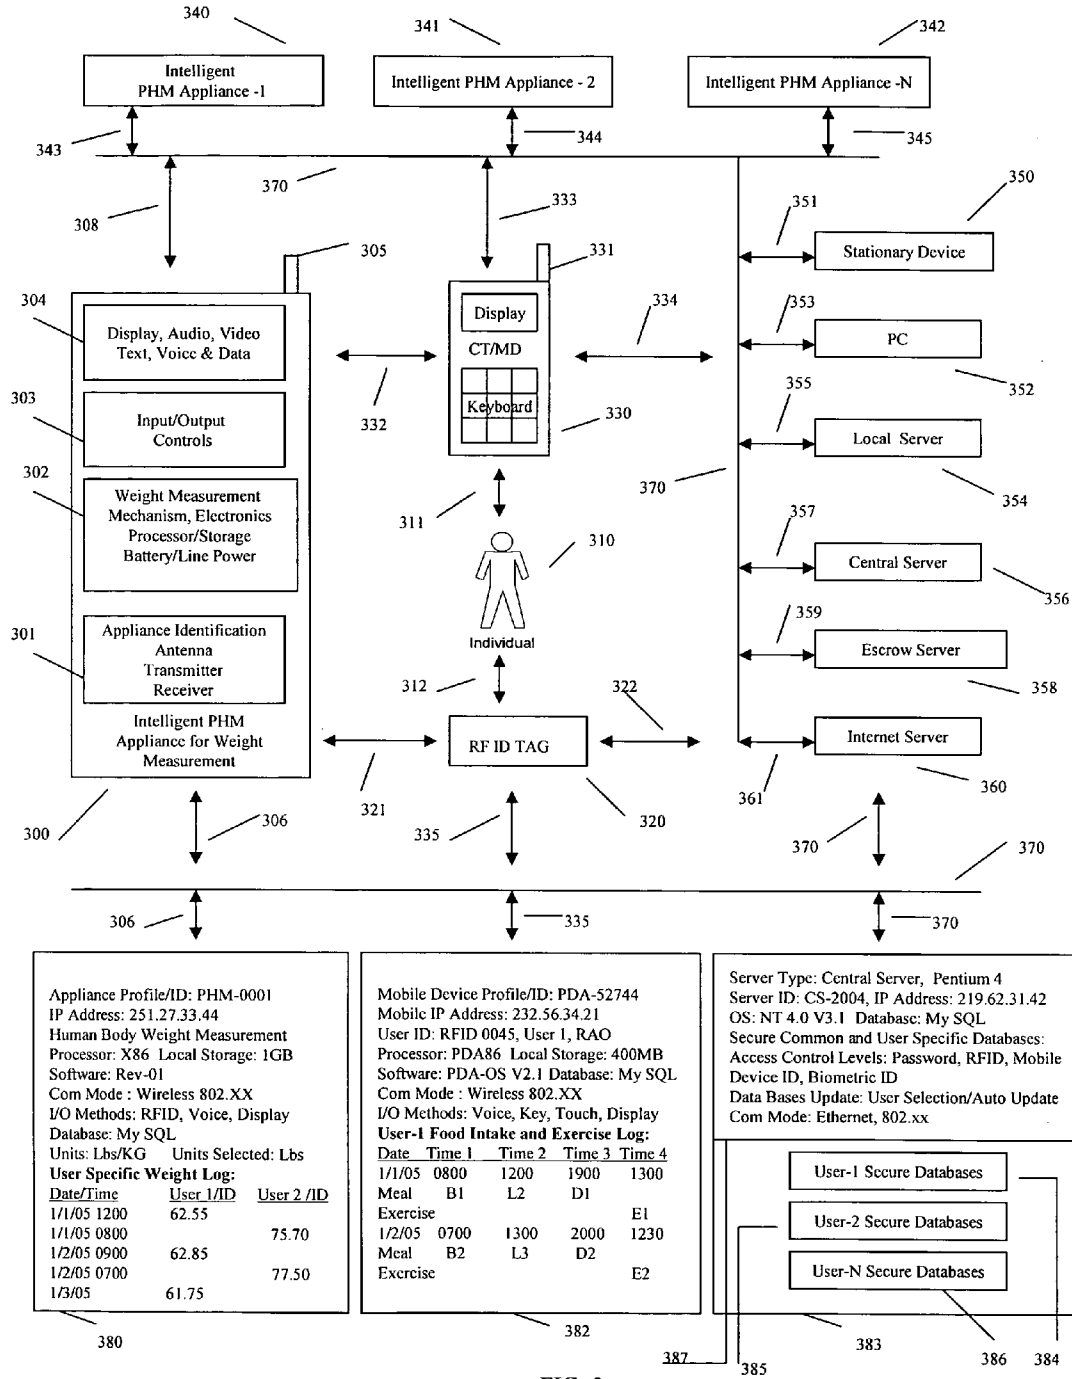 340
341
342
Intelligent
PHM Appliance -1
Intelligent PHM Appliance - 2
Intelligent PHM Appliance -N
343
344
345
370
308
333
350
351
Stationary Device
305
331
304
Display, Audio, Video
Text, Voice & Data
Display
CT/MD
334
353
PC
332
Keyboard
330
352
303
Input/Output
Controls
355
Local Server
354
302
Weight Measurement
Mechanism, Electronics
Processor/Storage
Battery/Line Power
370
311
310
357
Central Server
356
Individual
359
Escrow Server
358
301
Appliance Identification
Antenna
Transmitter
Receiver
312
322
Intelligent PHM
Appliance for Weight
Measurement
RF ID TAG
Internet Server
361
360
321
320
300
306
335
370
370
306
335
370
Appliance Profile/ID: PHM-0001
IP Address: 251.27.33.44
Human Body Weight Measurement
Processor: X86 Local Storage: 1GB
Software: Rev-01
Com Mode : Wireless 802.XX
I/O Methods: RFID, Voice, Display
Database: My SQL
Units: Lbs/KG Units Selected: Lbs
User Specific Weight Log:
Date/Time User 1/ID User 2 /ID
1/1/05 1200 62.55
1/1/05 0800 75.70
1/2/05 0900 62.85
1/2/05 0700 77.50
1/3/05 61.75
380
Mobile Device Profile/ID: PDA-52744
Mobile IP Address: 232.56.34.21
User ID: RFID 0045, User 1, RAO
Processor: PDA86 Local Storage: 400MB
Software: PDA-OS V2.1 Database: My SQL
Com Mode : Wireless 802.XX
I/O Methods: Voice, Key, Touch, Display
User-1 Food Intake and Exercise Log:
Date Time 1 Time 2 Time 3 Time 4
1/1/05 0800 1200 1900 1300
Meal B1 L2 D1
Exercise E1
1/2/05 0700 1300 2000 1230
Meal B2 L3 D2
Exercise E2
382
Server Type: Central Server, Pentium 4
Server ID: CS-2004, IP Address: 219.62.31.42
OS: NT 4.0 V3.1 Database: My SQL
Secure Common and User Specific Databases:
Access Control Levels: Password, RFID, Mobile
Device ID, Biometric ID
Data Bases Update: User Selection/Auto Update
Com Mode: Ethernet, 802.xx
User-1 Secure Databases
User-2 Secure Databases
User-N Secure Databases
383
387
385
386
384